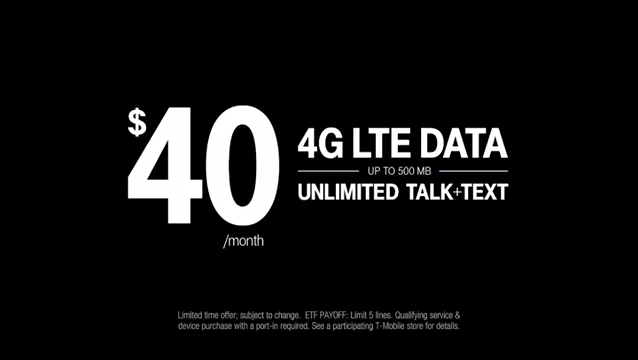 $40
/month
4G LTE DATA
UP TO 500 MB
UNLIMITED TALK+TEXT
Limited time offer; subject to change. ETF PAYOFF: Limit 5 lines. Qualifying service &
device purchase with a port-in required. See a participating T-Mobile store for details.